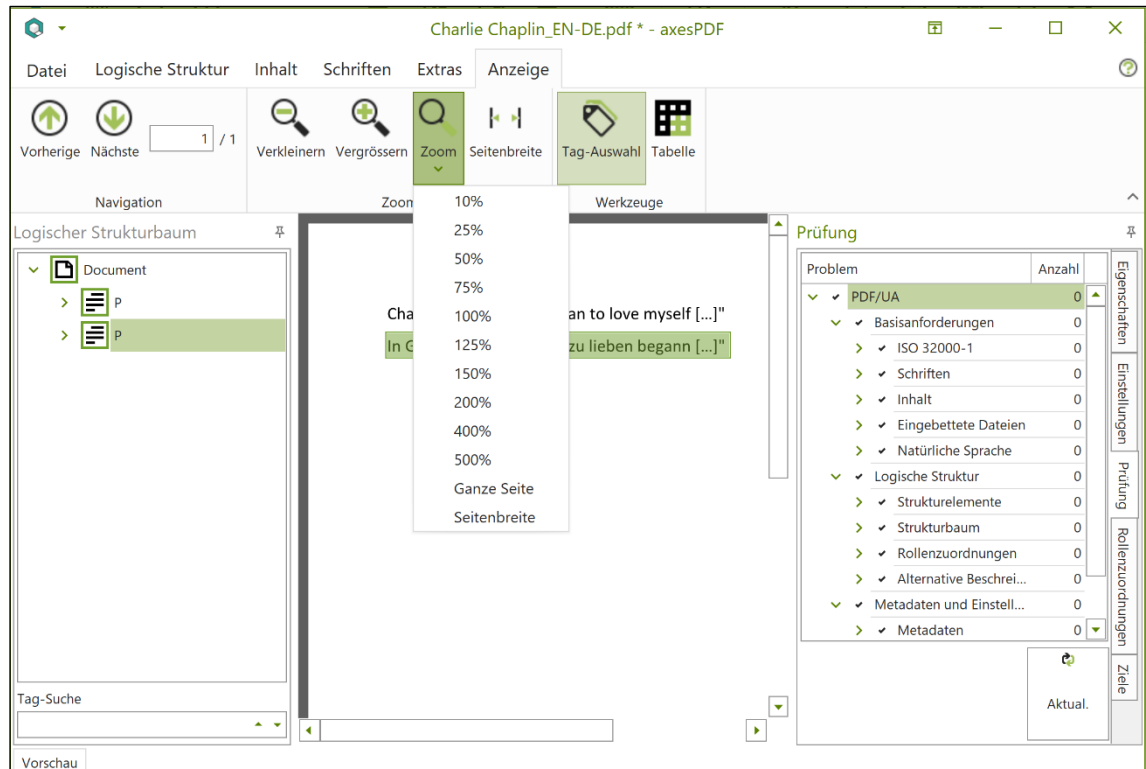 Charlie Chaplin_EN-DE.pdf * - axesPDF
Datei Logische Struktur Inhalt Schriften Extras Anzeige
Vorherige Nächste 1 / 1 Verkleinern Vergrössern Zoom Seitenbreite Tag-Auswahl Tabelle
Navigation Zoom Werkzeuge
10%
25%
50%
75%
100%
125%
150%
200%
400%
500%
Ganze Seite
Seitenbreite
Logischer Strukturbaum
Document
P
P
Tag-Suche
Vorschau
Cha an to love myself [...]"
In G zu lieben begann [...]"
Prüfung
Problem Anzahl
PDF/UA 0
Basisanforderungen 0
ISO 32000-1 0
Schriften 0
Inhalt 0
Eingebettete Dateien 0
Natürliche Sprache 0
Logische Struktur 0
Strukturelemente 0
Strukturbaum 0
Rollenzuordnungen 0
Alternative Beschrei... 0
Metadaten und Einstell... 0
Metadaten 0
Aktual.
Eigenschaften
Einstellungen
Prüfung
Rollenzuordnungen
Ziele